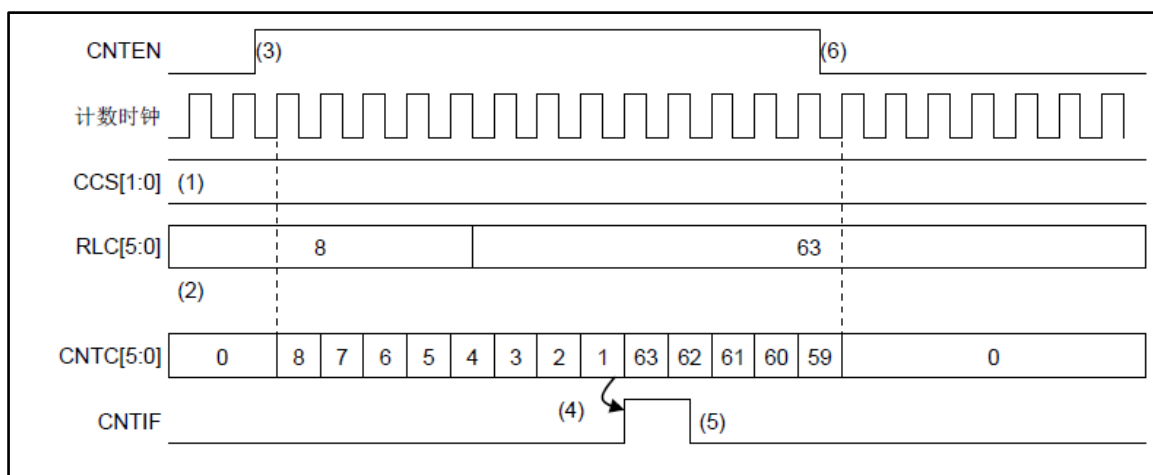 CNTEN (3) (6)
计数时钟
CCS[1:0] (1)
RLC[5:0] 8 63
(2)
CNTC[5:0] 0 8 7 6 5 4 3 2 1 63 62 61 60 59 0
(4)
CNTIF (5)